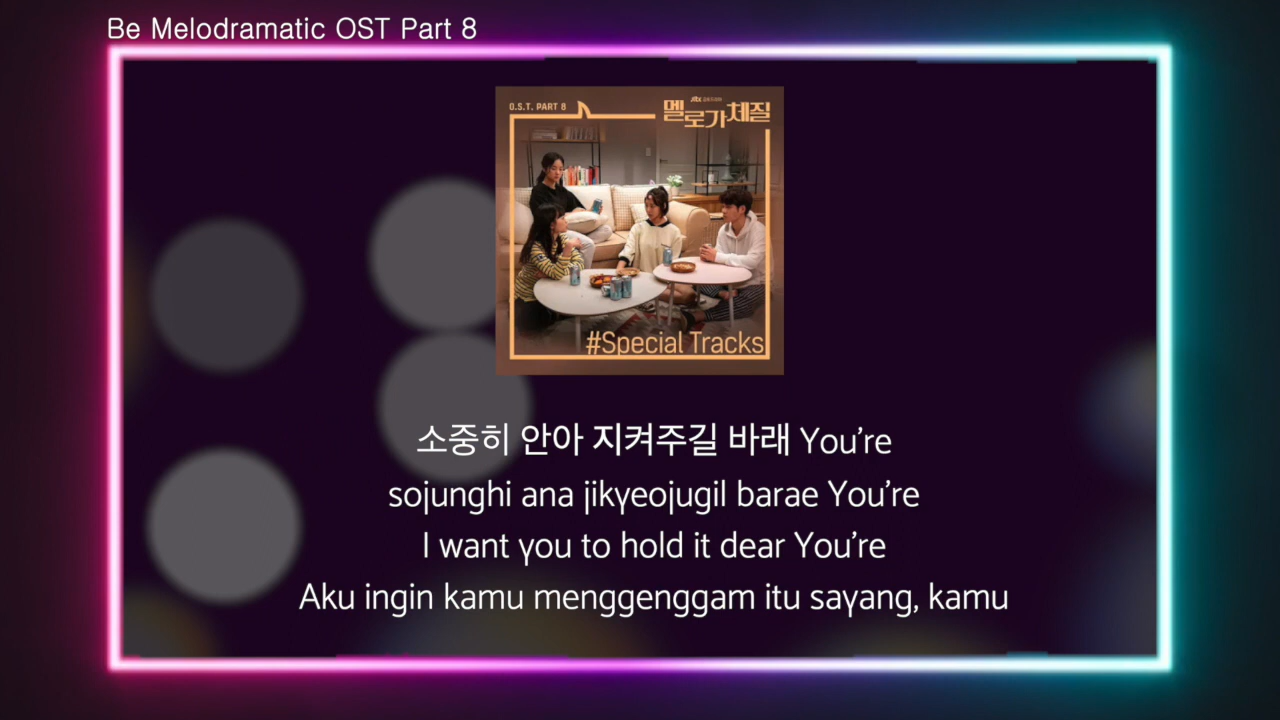 Be Melodramatic OST Part 8
O.S.T. PART 8
JTBC
멜로가 체질
#Special Tracks
소중히 안아 지켜주길 바래 You're
sojunghi ana jikyeojugil barae You're
I want you to hold it dear You're
Aku ingin kamu menggenggam itu sayang, kamu